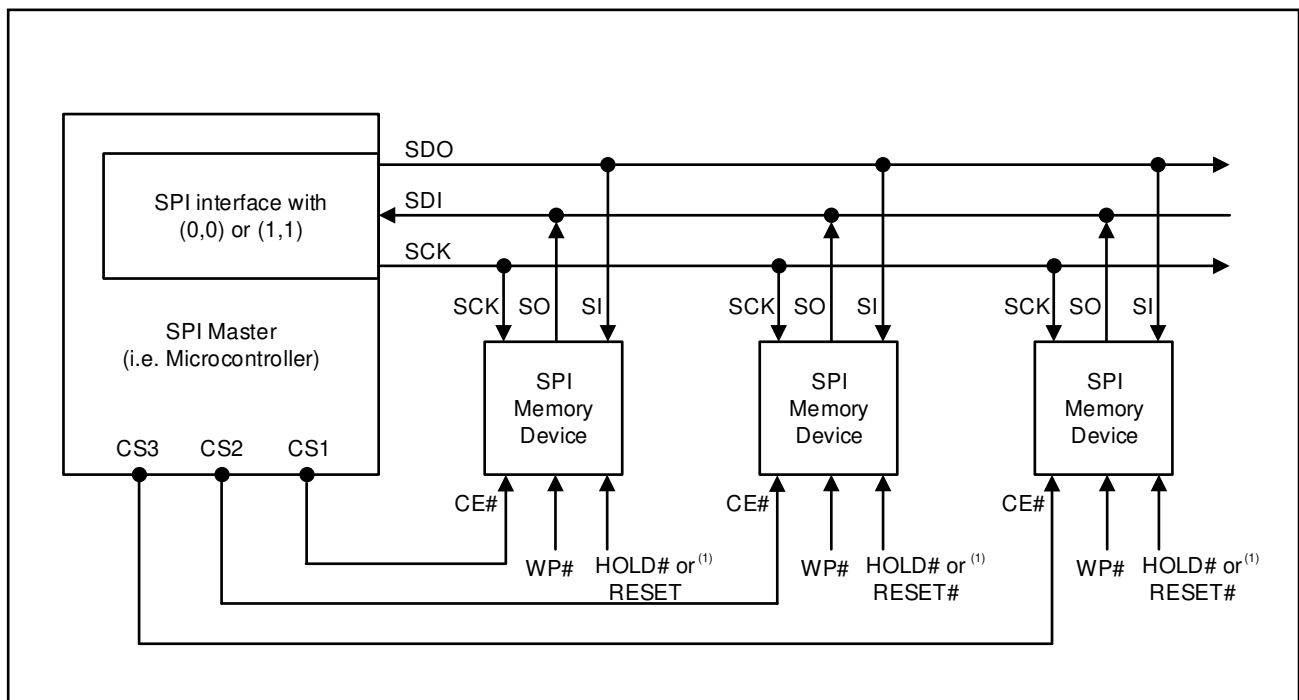 SDO
SPI interface with
(0,0) or (1,1)
SDI
SCK
SPI Master
(i.e. Microcontroller)
SCK SO SI
SCK SO SI
SCK SO SI
SPI
Memory
Device
SPI
Memory
Device
SPI
Memory
Device
CS3 CS2 CS1
CE#
WP#
HOLD# or (1)
RESET
CE#
WP#
HOLD# or (1)
RESET#
CE#
WP#
HOLD# or (1)
RESET#